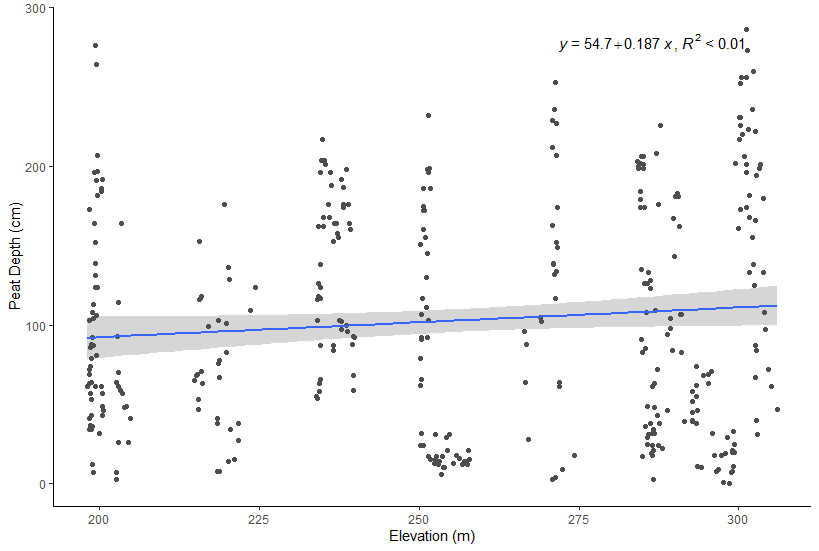 300
y = 54.7+0.187 x, R² < 0.01
200
100
0
Peat Depth (cm)
200 225 250 275 300
Elevation (m)